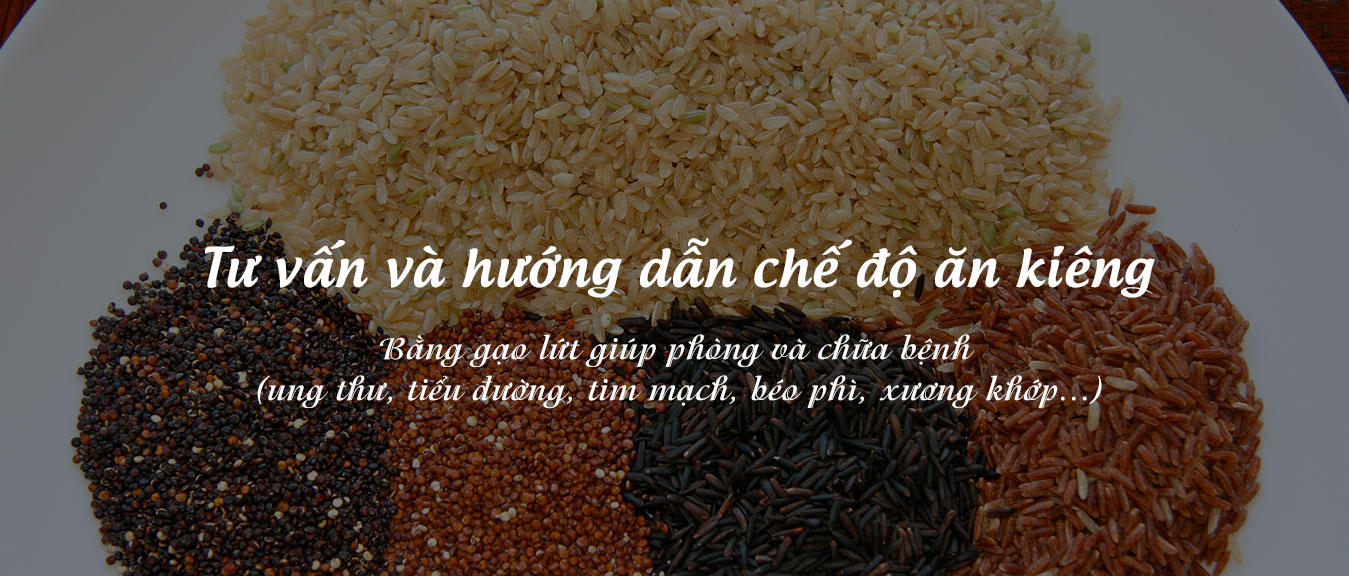 Tư vấn và hướng dẫn chế độ ăn kiêng
Bằng gạo lứt giúp phòng và chữa bệnh
(ung thư, tiểu đường, tim mạch, béo phì, xương khớp...)